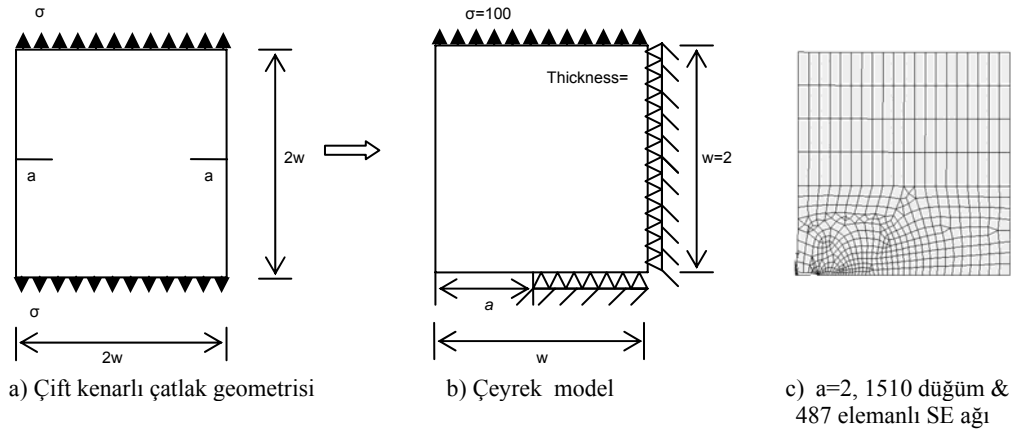 σ
a
a
2w
σ
2w
a) Çift kenarlı çatlak geometrisi
σ=100
Thickness=
w=2
a
w
b) Çeyrek model
c) a=2, 1510 düğüm &
487 elemanlı SE ağı